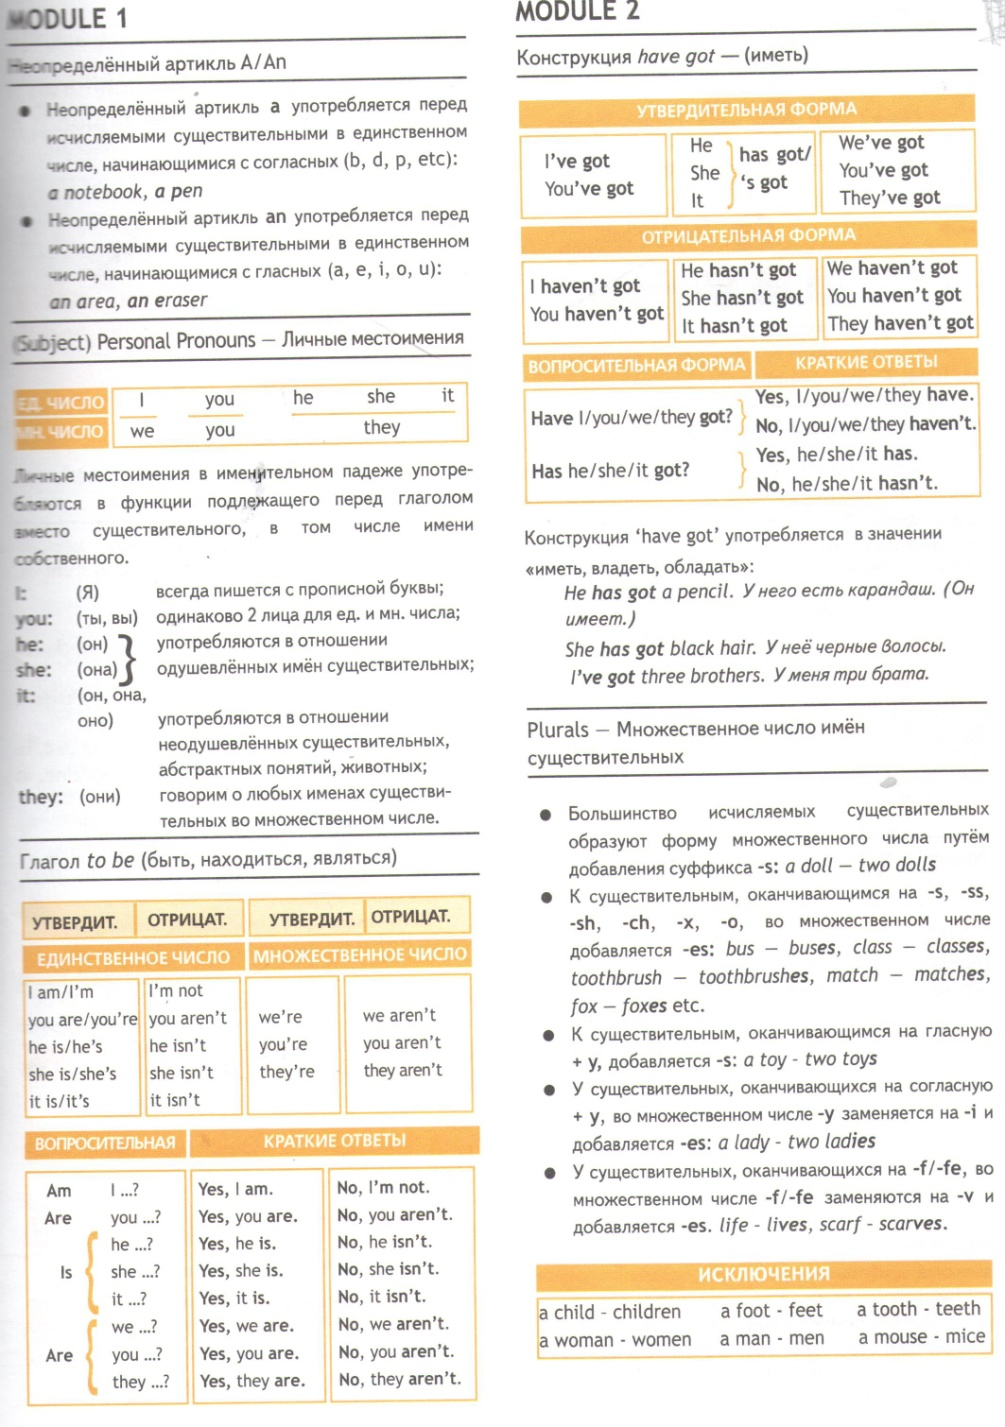 MODULE 1
Неопределённый артикль A/An
● Неопределённый артикль a употребляется перед
исчисляемыми существительными в единственном
числе, начинающимися с согласных (b, d, p, etc):
a notebook, a pen
● Неопределённый артикль an употребляется перед
исчисляемыми существительными в единственном
числе, начинающимися с гласных (a, e, i, o, u):
an area, an eraser
(Subject) Personal Pronouns — Личные местоимения
ЕД. ЧИСЛО I you he she it
МН. ЧИСЛО we you they
Личные местоимения в именительном падеже употре-
бляются в функции подлежащего перед глаголом
вместо существительного, в том числе имени
собственного.
I: (Я) всегда пишется с прописной буквы;
you: (ты, вы) одинаково 2 лица для ед. и мн. числа;
he: (он) } употребляются в отношении
she: (она) одушевлённых имён существительных;
it: (он, она,
оно) употребляются в отношении
неодушевлённых существительных,
абстрактных понятий, животных;
they: (они) говорим о любых именах существи-
тельных во множественном числе.
Глагол to be (быть, находиться, являться)
УТВЕРДИТ. ОТРИЦАТ. УТВЕРДИТ. ОТРИЦАТ.
ЕДИНСТВЕННОЕ ЧИСЛО МНОЖЕСТВЕННОЕ ЧИСЛО
I am/I'm I'm not
you are/you're you aren't we're we aren't
he is/he's he isn't you're you aren't
she is/she's she isn't they're they aren't
it is/it's it isn't
ВОПРОСИТЕЛЬНАЯ КРАТКИЕ ОТВЕТЫ
Am I ...? Yes, I am. No, I'm not.
Are you ...? Yes, you are. No, you aren't.
he ...? Yes, he is. No, he isn't.
Is she ...? Yes, she is. No, she isn't.
it ...? Yes, it is. No, it isn't.
we ...? Yes, we are. No, we aren't.
Are you ...? Yes, you are. No, you aren't.
they ...? Yes, they are. No, they aren't.
MODULE 2
Конструкция have got — (иметь)
УТВЕРДИТЕЛЬНАЯ ФОРМА
I've got
You've got
He
She
It
has got/
's got
We've got
You've got
They've got
ОТРИЦАТЕЛЬНАЯ ФОРМА
I haven't got
You haven't got
He hasn't got
She hasn't got
It hasn't got
We haven't got
You haven't got
They haven't got
ВОПРОСИТЕЛЬНАЯ ФОРМА КРАТКИЕ ОТВЕТЫ
Have I/you/we/they got?
Yes, I/you/we/they have.
No, I/you/we/they haven't.
Has he/she/it got?
Yes, he/she/it has.
No, he/she/it hasn't.
Конструкция ‘have got’ употребляется в значении
«иметь, владеть, обладать»:
He has got a pencil. У него есть карандаш. (Он
имеет.)
She has got black hair. У неё черные волосы.
I've got three brothers. У меня три брата.
Plurals — Множественное число имён
существительных
● Большинство исчисляемых существительных
образуют форму множественного числа путём
добавления суффикса -s: a doll — two dolls
● К существительным, оканчивающимся на -s, -ss,
-sh, -ch, -x, -o, во множественном числе
добавляется -es: bus — buses, class — classes,
toothbrush — toothbrushes, match — matches,
fox — foxes etc.
● К существительным, оканчивающимся на гласную
+ y, добавляется -s: a toy - two toys
● У существительных, оканчивающихся на согласную
+ y, во множественном числе -y заменяется на -i и
добавляется -es: a lady - two ladies
● У существительных, оканчивающихся на -f/-fe, во
множественном числе -f/-fe заменяются на -v и
добавляется -es. life - lives, scarf - scarves.
ИСКЛЮЧЕНИЯ
a child - children a foot - feet a tooth - teeth
a woman - women a man - men a mouse - mice